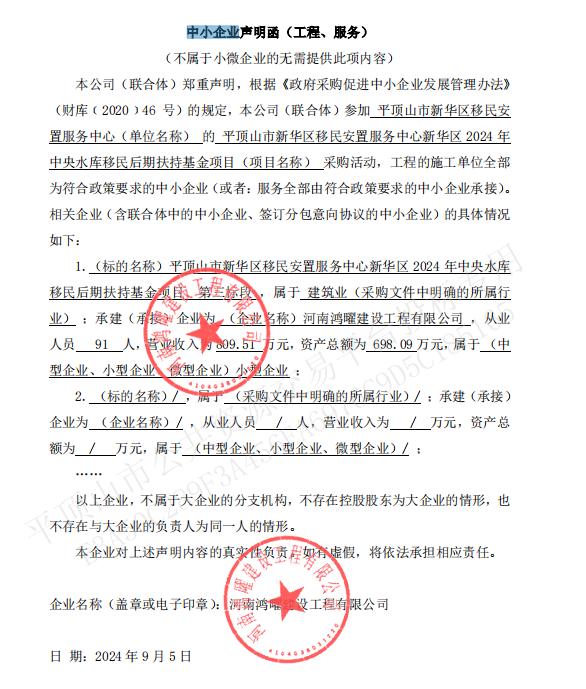 中小企业声明函（工程、服务）
（不属于小微企业的无需提供此项内容）
本公司（联合体）郑重声明，根据《政府采购促进中小企业发展管理办法》
（财库﹝2020﹞46 号）的规定，本公司（联合体）参加 平顶山市新华区移民安
置服务中心（单位名称） 的 平顶山市新华区移民安置服务中心新华区 2024 年
中央水库移民后期扶持基金项目（项目名称） 采购活动，工程的施工单位全部
为符合政策要求的中小企业（或者：服务全部由符合政策要求的中小企业承接）。
相关企业（含联合体中的中小企业、签订分包意向协议的中小企业）的具体情况
如下：
1. （标的名称）平顶山市新华区移民安置服务中心新华区 2024 年中央水库
移民后期扶持基金项目 第三标段 ，属于 建筑业（采购文件中明确的所属行
业） ；承建（承接）企业为 （企业名称）河南鸿曜建设工程有限公司 ，从业
人员 91 人，营业收入为 809.51 万元，资产总额为 698.09 万元，属于 （中
型企业、小型企业、微型企业）小型企业 ；
2. （标的名称）/ ，属于 （采购文件中明确的所属行业）/ ；承建（承接）
企业为 （企业名称）/ ，从业人员 / 人，营业收入为 / 万元，资产总
额为 / 万元，属于 （中型企业、小型企业、微型企业）/ ；
……
以上企业，不属于大企业的分支机构，不存在控股股东为大企业的情形，也
不存在与大企业的负责人为同一人的情形。
本企业对上述声明内容的真实性负责。如有虚假，将依法承担相应责任。
企业名称（盖章或电子印章）：河南鸿曜建设工程有限公司
日 期：2024 年 9 月 5 日
河南鸿曜建设工程有限公司
河南鸿曜建设工程有限公司
4104038031220